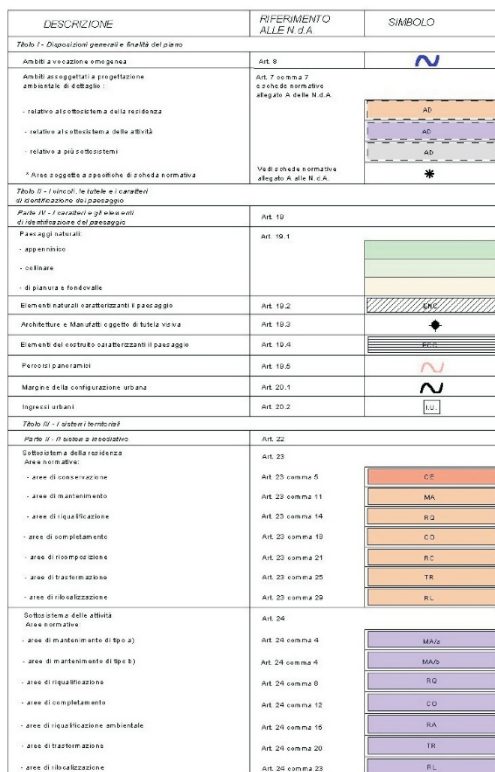 DESCRIZIONE RIFERIMENTO ALLE N.d.A. SIMBOLO
Titolo I - Disposizioni generali e finalità del piano
Ambiti a vocazione omogenea Art. 8
Ambiti assoggettati a progettazione Art. 7 comma 7
ambientale di dettaglio : e schede normative
allegato A delle N.d.A.
- relativo al sottosistema della residenza AD
- relativo al sottosistema delle attività AD
- relativo a più sottosistemi AD
* Aree soggette a specifiche di scheda normativa Vedi schede normative
allegato A alle N.d.A.
Titolo II - I vincoli, le tutele e i caratteri
di identificazione del paesaggio
Parte IV - I caratteri e gli elementi Art. 19
di identificazione del paesaggio
Paesaggi naturali: Art. 19.1
- appenninico
- collinare
- di pianura e fondovalle
Elementi naturali caratterizzanti il paesaggio Art. 19.2 ENC
Architetture e Manufatti oggetto di tutela visiva Art. 19.3
Elementi del costruito caratterizzanti il paesaggio Art. 19.4
Percorsi panoramici Art. 19.5
Margine della configurazione urbana Art. 20.1
Ingressi urbani Art. 20.2 I.U.
Titolo IV - I sistemi territoriali
Parte II - Il sistema insediativo Art. 22
Sottosistema della residenza Art. 23
Aree normative:
- aree di conservazione Art. 23 comma 5 CE
- aree di mantenimento Art. 23 comma 11 MA
- aree di riqualificazione Art. 23 comma 14 RQ
- aree di completamento Art. 23 comma 18 CO
- aree di ricomposizione Art. 23 comma 21 RC
- aree di trasformazione Art. 23 comma 25 TR
- aree di rilocalizzazione Art. 23 comma 29 RL
Sottosistema delle attività Art. 24
Aree normative:
- aree di mantenimento di tipo a) Art. 24 comma 4 MA/a
- aree di mantenimento di tipo b) Art. 24 comma 4 MA/b
- aree di riqualificazione Art. 24 comma 8 RQ
- aree di completamento Art. 24 comma 12 CO
- aree di riqualificazione ambientale Art. 24 comma 16 RA
- aree di trasformazione Art. 24 comma 20 TR
- aree di rilocalizzazione Art. 24 comma 23 RL